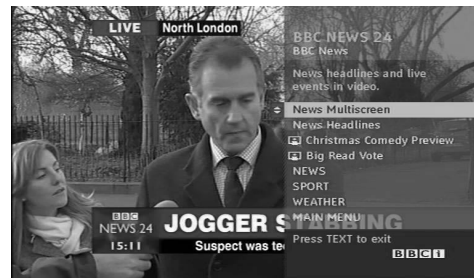 LIVE North London
BBC NEWS 24
BBC News
News headlines and live
events in video.
News Multiscreen
News Headlines
Christmas Comedy Preview
Big Read Vote
NEWS
SPORT
WEATHER
MAIN MENU
Press TEXT to exit
BBC 1
BBC
NEWS 24
15:11
JOGGER STABBING
Suspect was tee